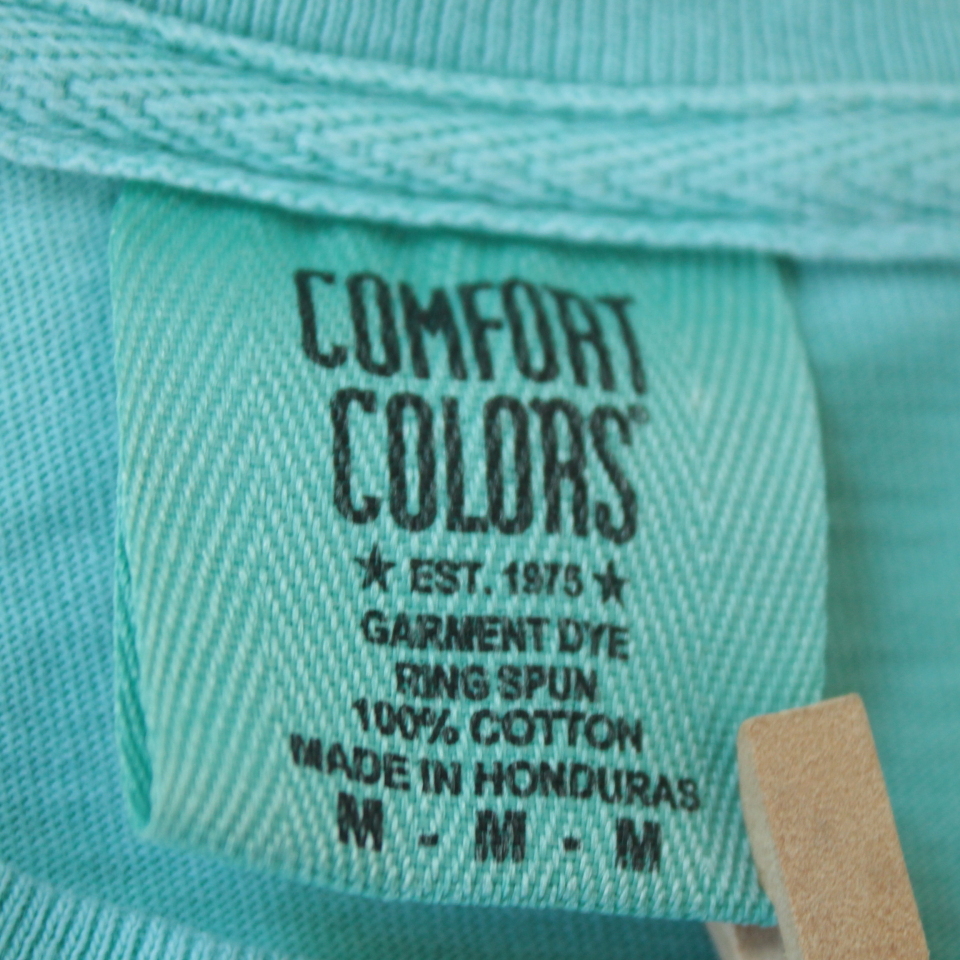 COMFORT
COLORS®
★ EST. 1975 ★
GARMENT DYE
RING SPUN
100% COTTON
MADE IN HONDURAS
M - M - M